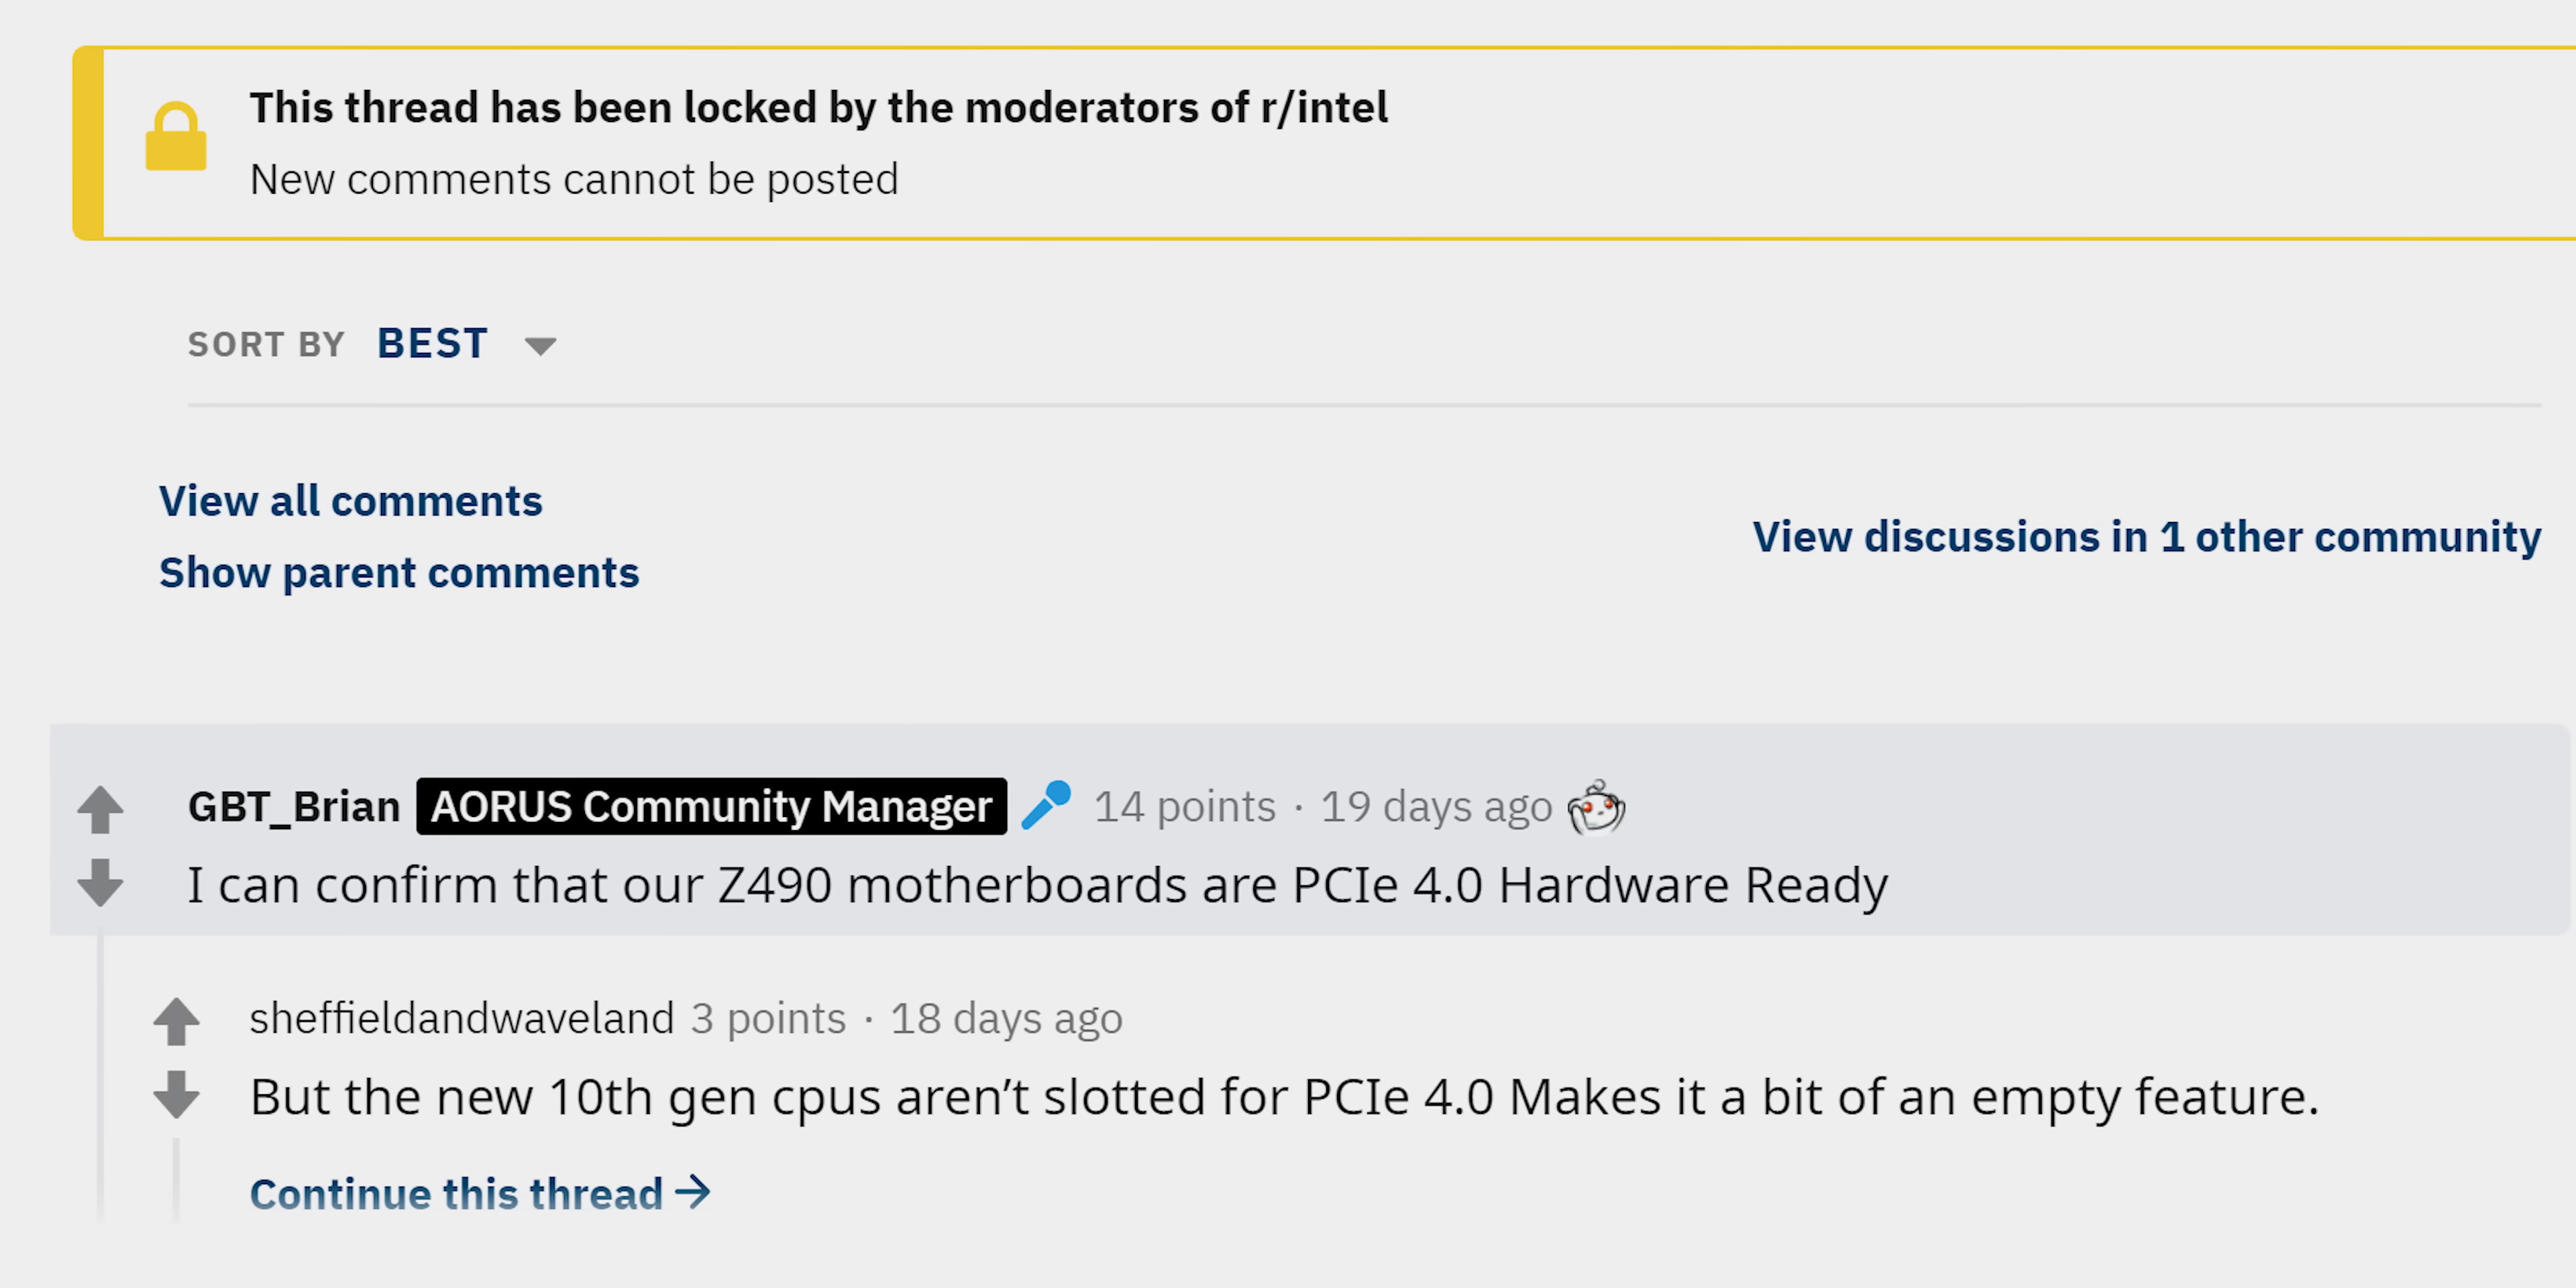 This thread has been locked by the moderators of r/intel
New comments cannot be posted
SORT BY BEST
View all comments
Show parent comments
View discussions in 1 other community
GBT_Brian AORUS Community Manager 14 points · 19 days ago
I can confirm that our Z490 motherboards are PCIe 4.0 Hardware Ready
sheffieldandwaveland 3 points · 18 days ago
But the new 10th gen cpus aren’t slotted for PCIe 4.0 Makes it a bit of an empty feature.
Continue this thread →